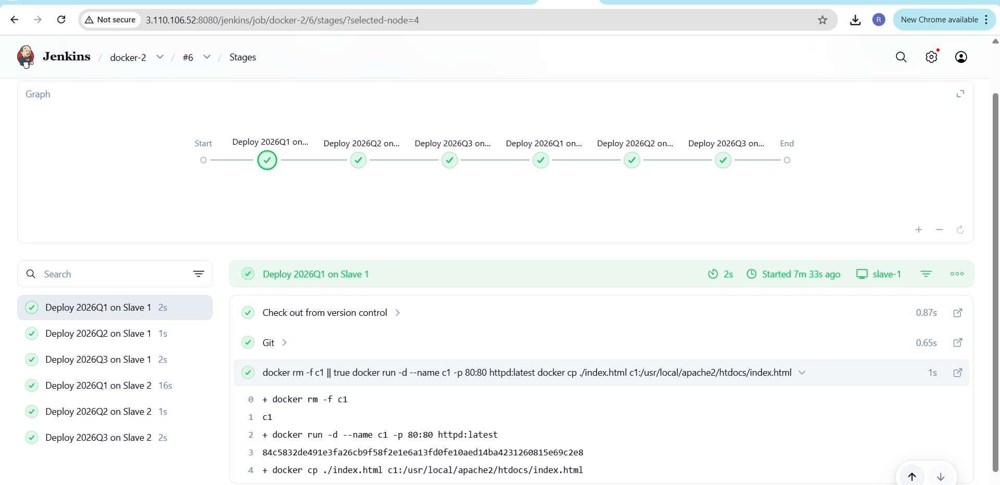 Not secure
3.110.106.52:8080/jenkins/job/docker-2/6/stages/?selected-node=4
R
New Chrome available
Jenkins / docker-2 / #6 / Stages
Graph
Start
Deploy 2026Q1 on...
Deploy 2026Q2 on...
Deploy 2026Q3 on...
Deploy 2026Q1 on...
Deploy 2026Q2 on...
Deploy 2026Q3 on...
End
Search
Deploy 2026Q1 on Slave 1 2s
Deploy 2026Q2 on Slave 1 1s
Deploy 2026Q3 on Slave 1 2s
Deploy 2026Q1 on Slave 2 16s
Deploy 2026Q2 on Slave 2 1s
Deploy 2026Q3 on Slave 2 2s
Deploy 2026Q1 on Slave 1 2s Started 7m 33s ago slave-1
Check out from version control 0.87s
Git 0.65s
docker rm -f c1 || true docker run -d --name c1 -p 80:80 httpd:latest docker cp ./index.html c1:/usr/local/apache2/htdocs/index.html 1s
0 + docker rm -f c1
1 c1
2 + docker run -d --name c1 -p 80:80 httpd:latest
3 84c5832de491e3fa26cb9f58f2e1e6a13fd0fe10aed14ba4231260815e69c2e8
4 + docker cp ./index.html c1:/usr/local/apache2/htdocs/index.html